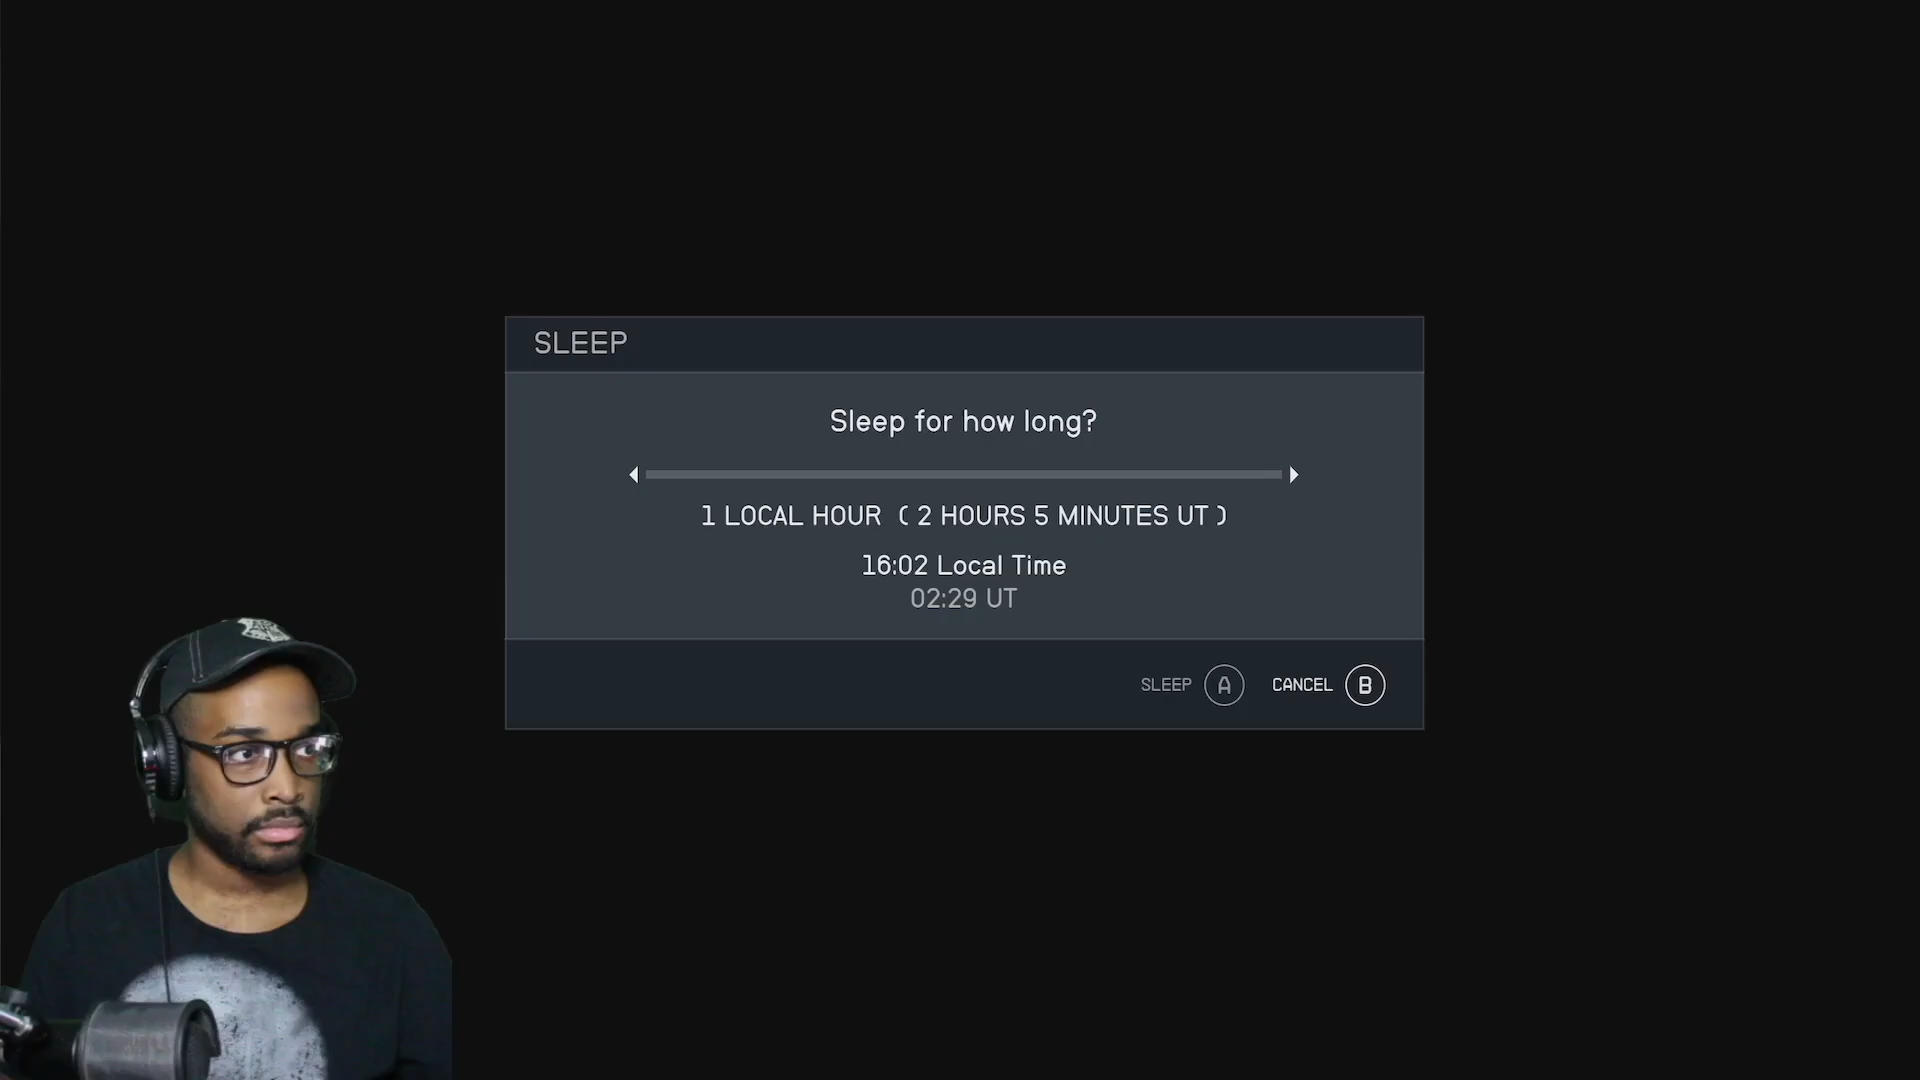 SLEEP
Sleep for how long?
1 LOCAL HOUR ( 2 HOURS 5 MINUTES UT )
16:02 Local Time
02:29 UT
SLEEP A CANCEL B